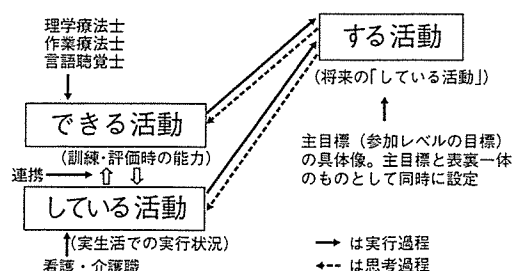 理学療法士
作業療法士
言語聴覚士
する活動
(将来の「している活動」)
できる活動
(訓練・評価時の能力)
連携
している活動
(実生活での実行状況)
看護・介護職
主目標(参加レベルの目標)
の具体像。主目標と表裏一体
のものとして同時に設定
は実行過程
は思考過程